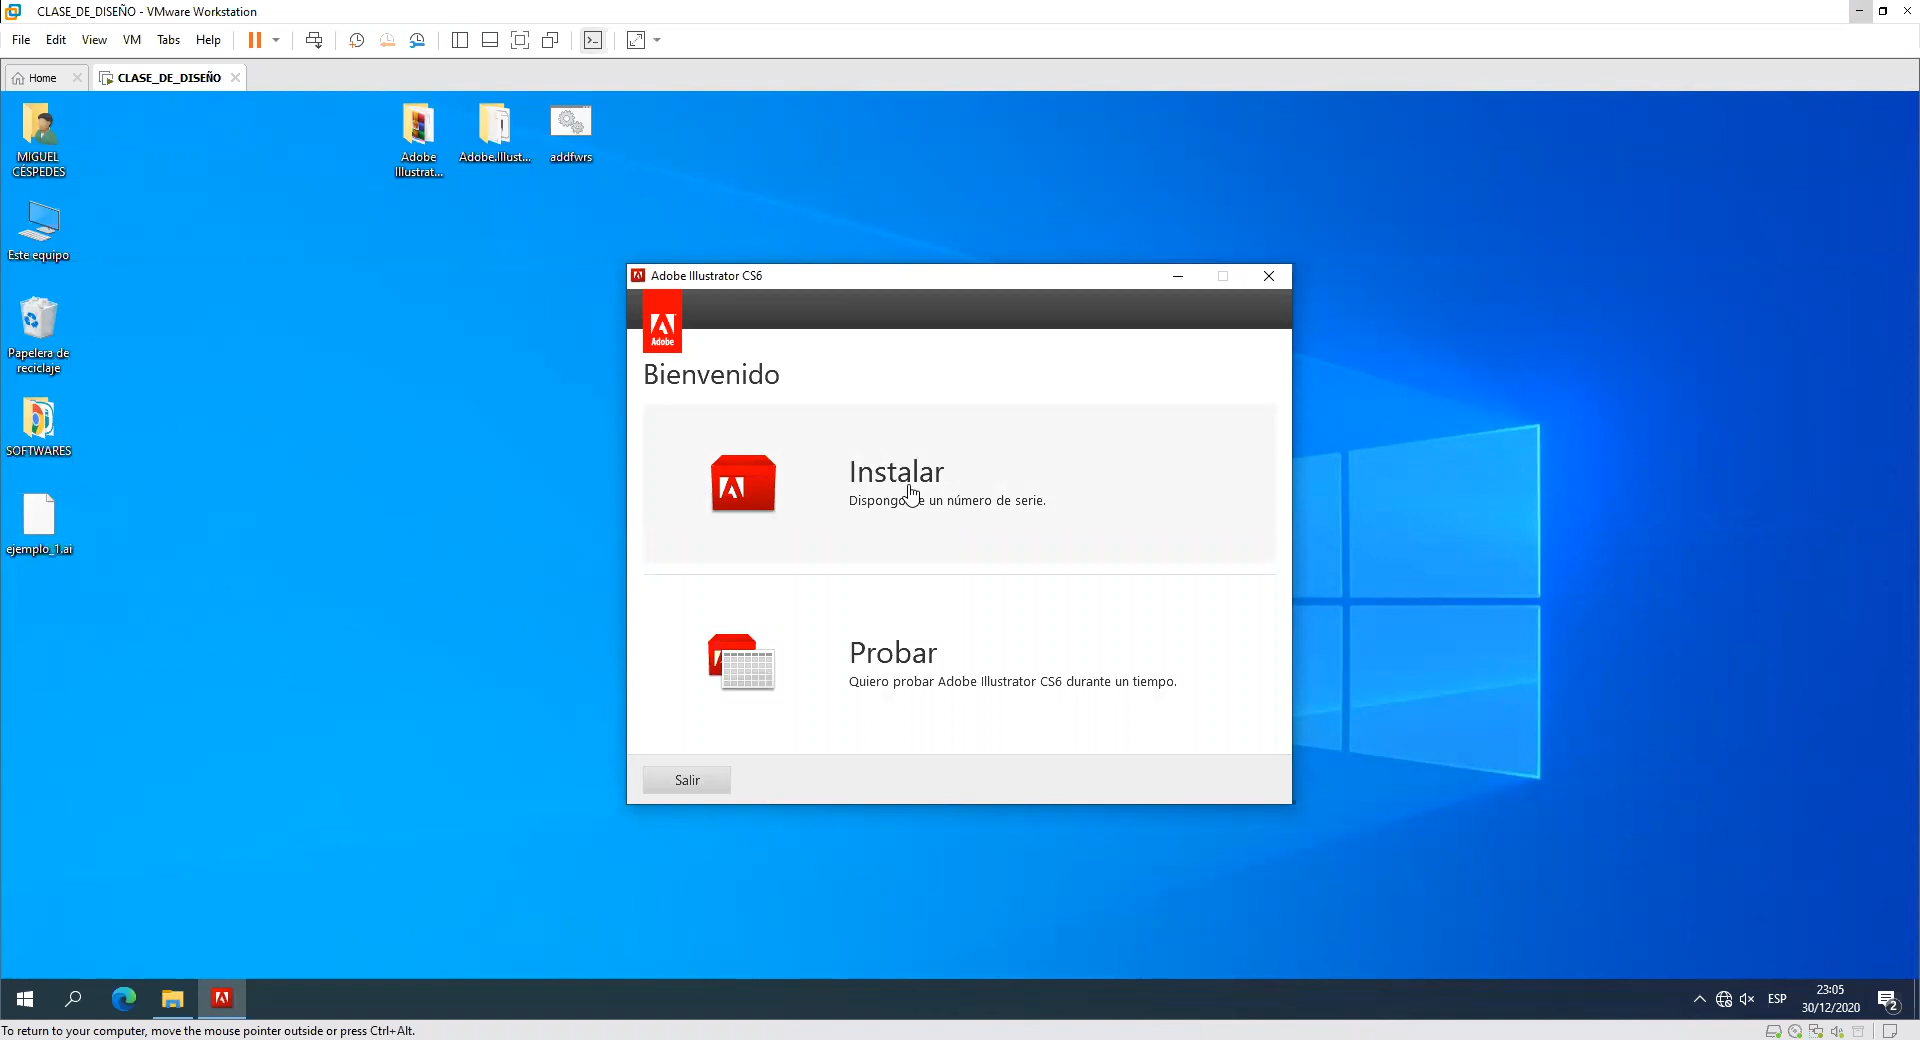 CLASE_DE_DISEÑO - VMware Workstation
File Edit View VM Tabs Help
Home CLASE_DE_DISEÑO
MIGUEL
CÉSPEDES
Adobe
Illustrat...
Adobe.Illust...
addfwrs
Este equipo
Papelera de
reciclaje
SOFTWARES
ejemplo_1.ai
Adobe Illustrator CS6
Adobe
Bienvenido
Instalar
Dispongo de un número de serie.
Probar
Quiero probar Adobe Illustrator CS6 durante un tiempo.
Salir
ESP
23:05
30/12/2020
2
To return to your computer, move the mouse pointer outside or press Ctrl+Alt.